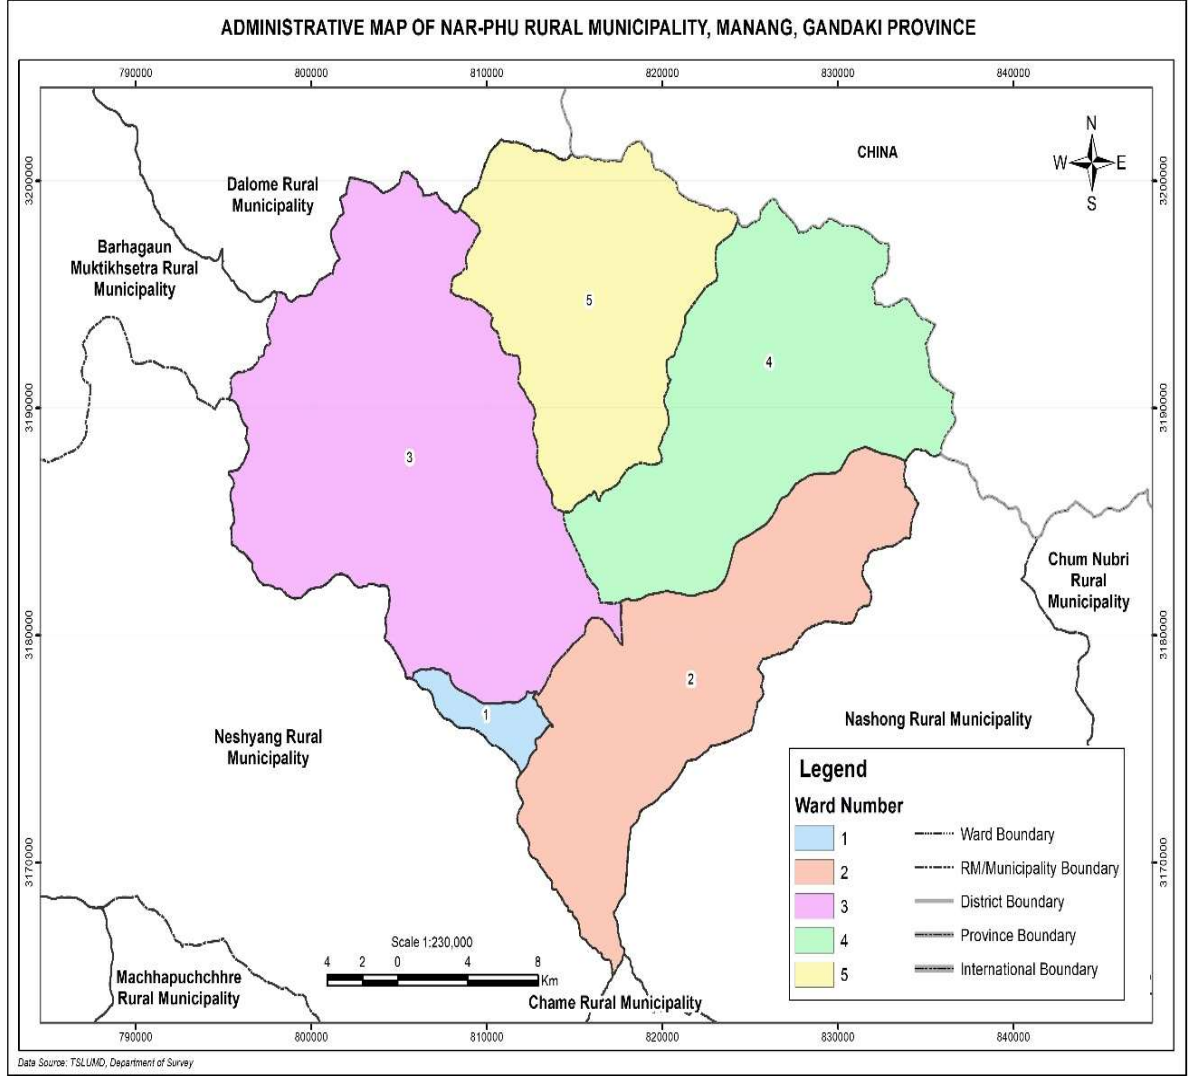 ADMINISTRATIVE MAP OF NAR-PHU RURAL MUNICIPALITY, MANANG, GANDAKI PROVINCE
790000 800000 810000 820000 830000 840000
N
W E
S
CHINA
3200000 3200000
Dalome Rural
Municipality
Barhagaun
Muktikhsetra Rural
Municipality
5
4
3190000 3190000
3
Chum Nubri
Rural
Municipality
3180000 3180000
2
1
Nashong Rural Municipality
Neshyang Rural
Municipality
Legend
Ward Number
1 Ward Boundary
2 RM/Municipality Boundary
3 District Boundary
4 Province Boundary
5 International Boundary
3170000 3170000
Scale 1:230,000
4 2 0 4 8
Km
Machhapuchchhre
Rural Municipality
Chame Rural Municipality
790000 800000 810000 820000 830000 840000
Data Source: TSLUMD, Department of Survey